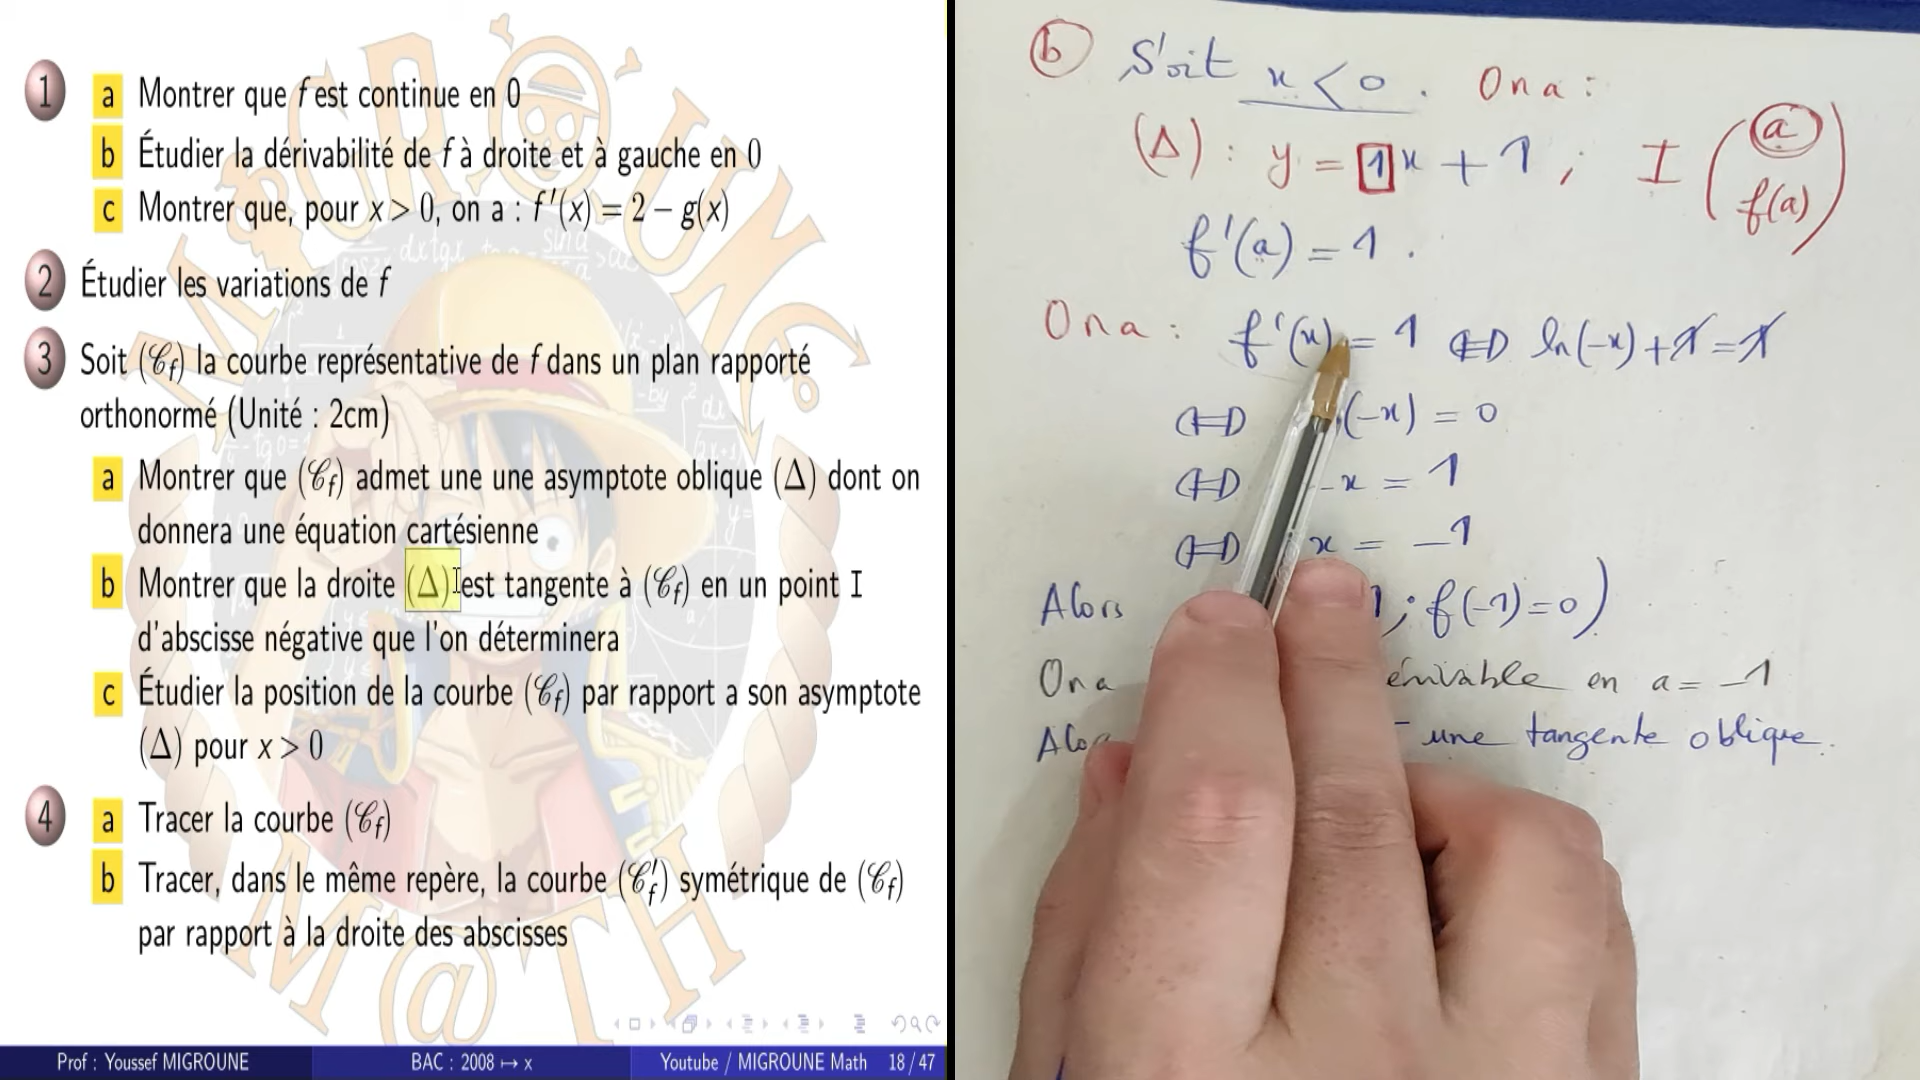 1 a Montrer que f est continue en 0
b Étudier la dérivabilité de f à droite et à gauche en 0
c Montrer que, pour x > 0, on a : f'(x) = 2 − g(x)
2 Étudier les variations de f
3 Soit (𝒞f) la courbe représentative de f dans un plan rapporté
orthonormé (Unité : 2cm)
a Montrer que (𝒞f) admet une une asymptote oblique (Δ) dont on
donnera une équation cartésienne
b Montrer que la droite (Δ) est tangente à (𝒞f) en un point I
d'abscisse négative que l'on déterminera
c Étudier la position de la courbe (𝒞f) par rapport a son asymptote
(Δ) pour x > 0
4 a Tracer la courbe (𝒞f)
b Tracer, dans le même repère, la courbe (𝒞'f) symétrique de (𝒞f)
par rapport à la droite des abscisses
Prof : Youssef MIGROUNE BAC : 2008 ↦ x Youtube / MIGROUNE Math 18 / 47
M@TH
b Soit x < 0 . On a :
(Δ) : y = 1x + 1 ; I (a
f(a))
f'(a) = 1 .
On a : f'(x) = 1 ⇔ ln(-x) + 1 = 1
⇔ (-x) = 0
⇔ -x = 1
⇔ x = -1
Alors 1 ; f(-1) = 0)
On a en a = -1
une tangente oblique.